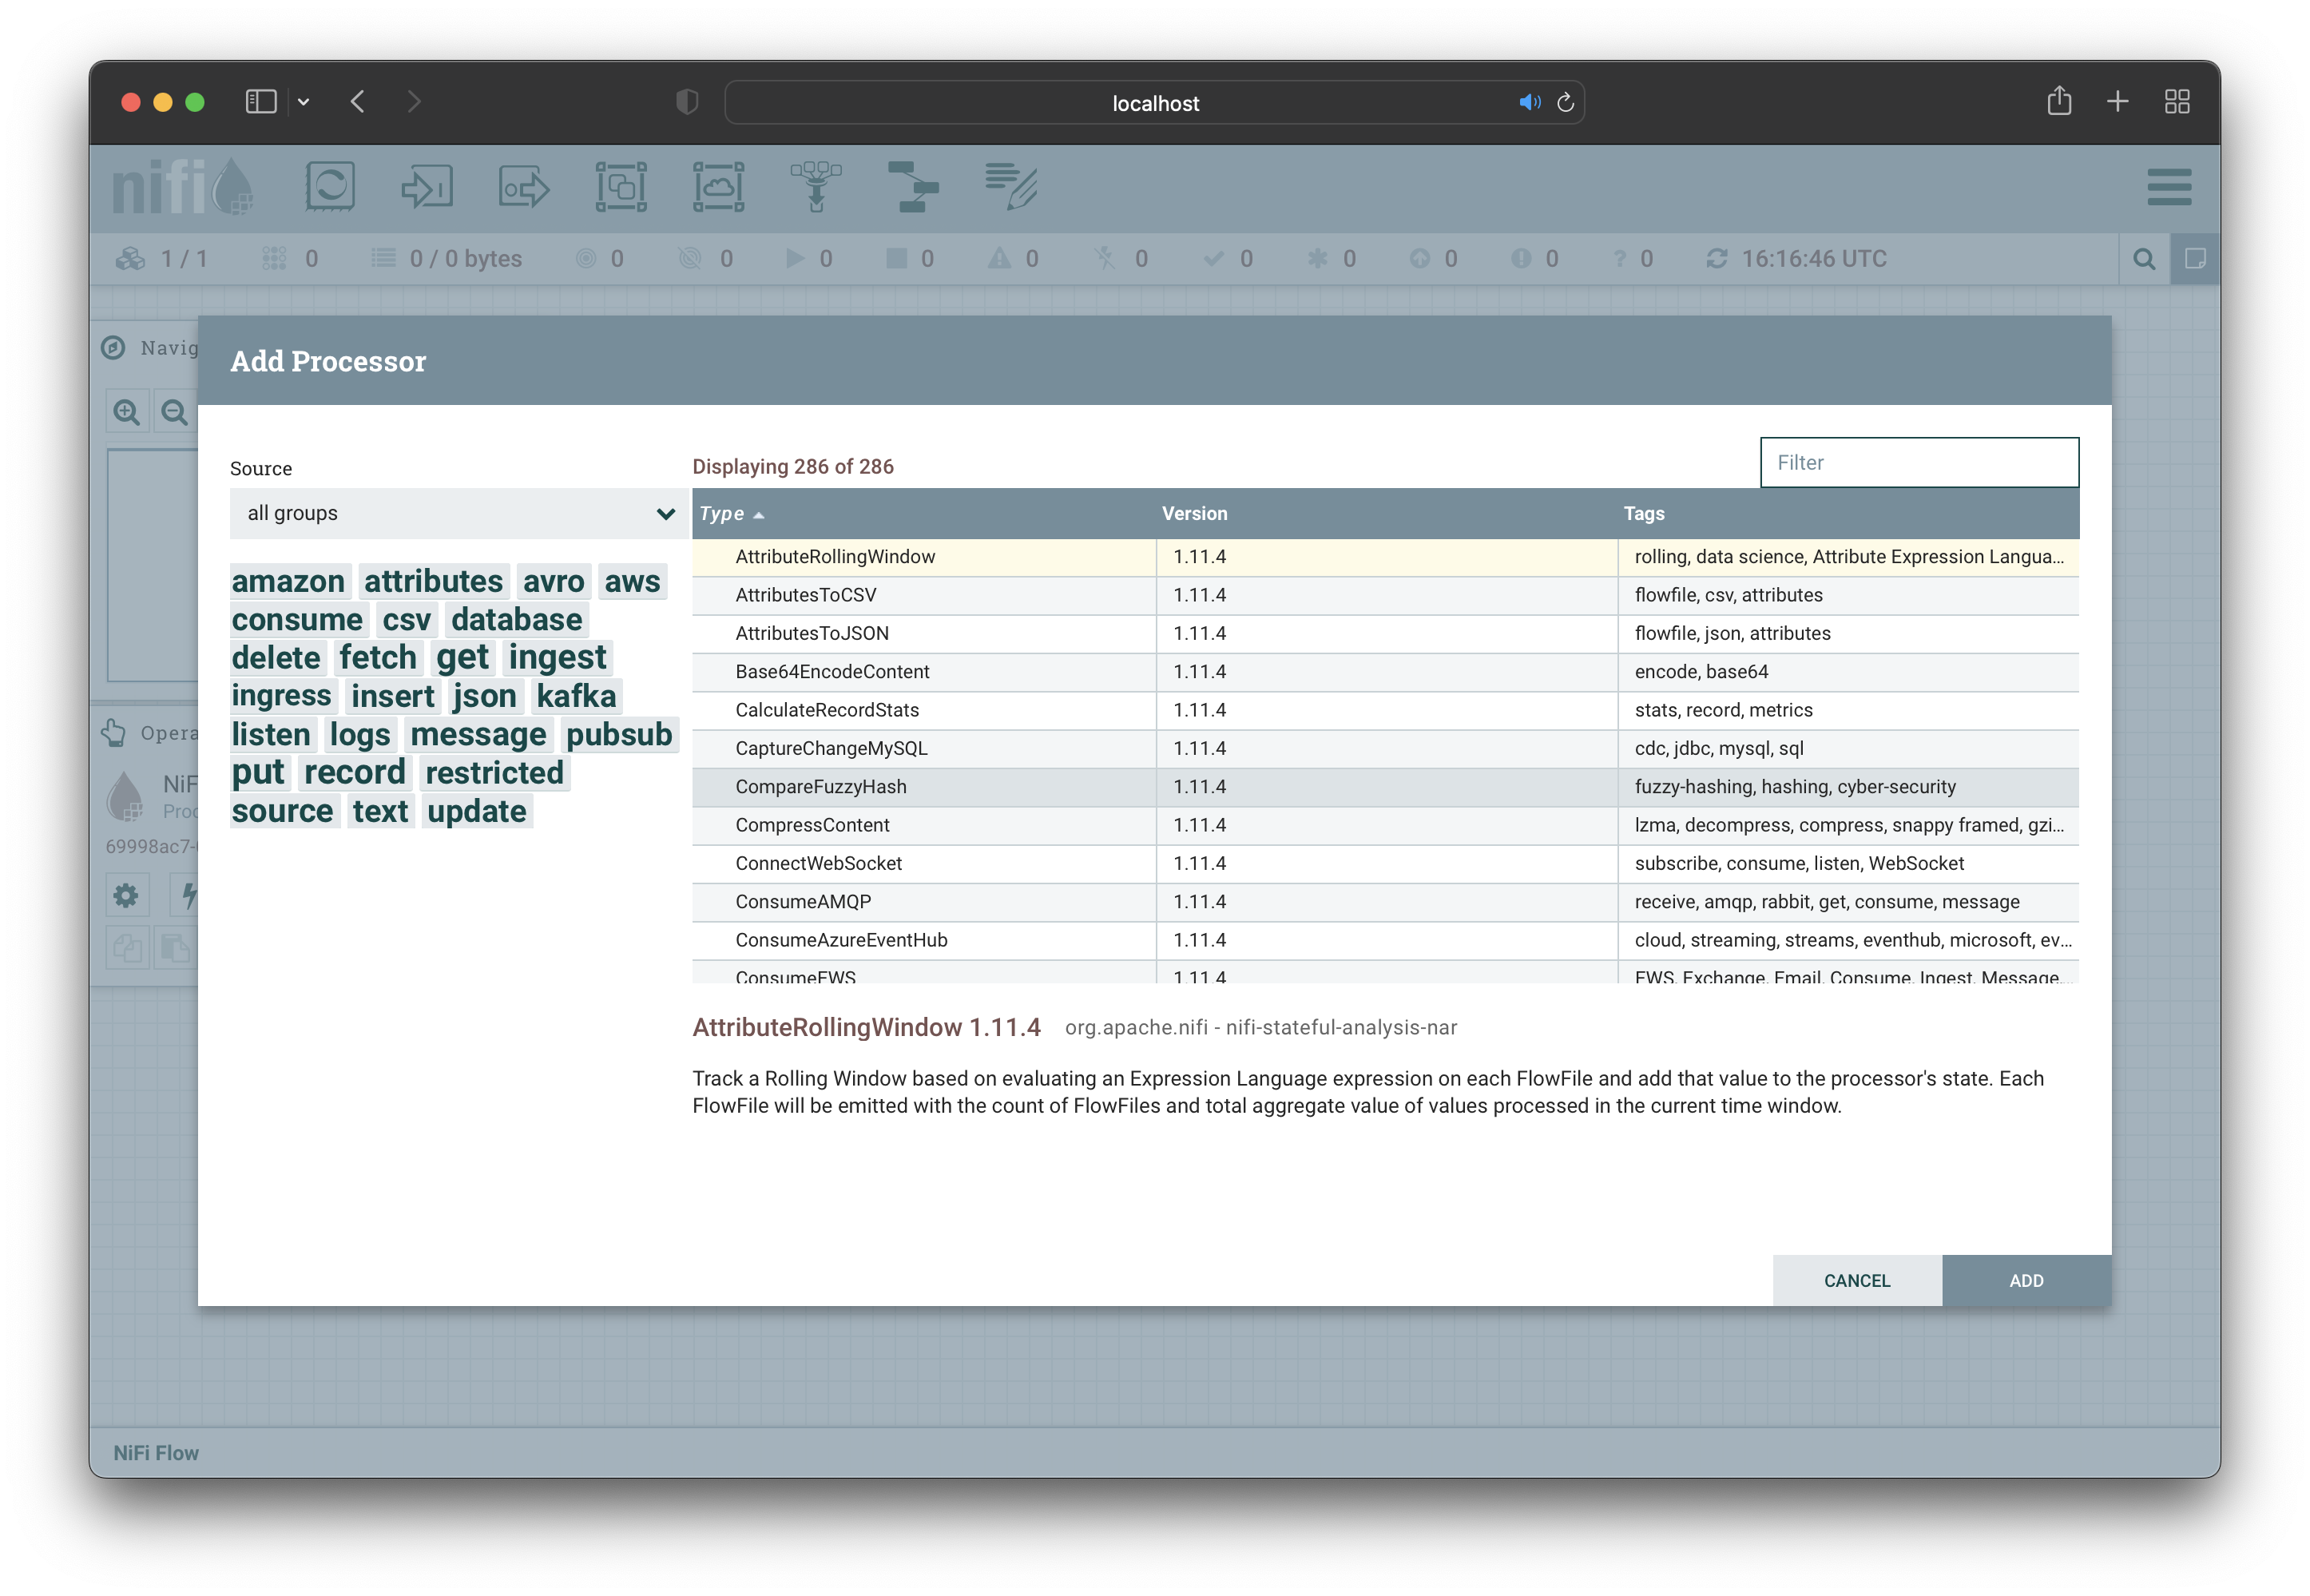 localhost
nifi
1 / 1 0 0 / 0 bytes 0 0 0 0 0 0 0 0 0 0 0 16:16:46 UTC
Navig
Add Processor
Source
Displaying 286 of 286
Filter
all groups
Type Version Tags
AttributeRollingWindow 1.11.4 rolling, data science, Attribute Expression Langua...
AttributesToCSV 1.11.4 flowfile, csv, attributes
AttributesToJSON 1.11.4 flowfile, json, attributes
Base64EncodeContent 1.11.4 encode, base64
CalculateRecordStats 1.11.4 stats, record, metrics
CaptureChangeMySQL 1.11.4 cdc, jdbc, mysql, sql
CompareFuzzyHash 1.11.4 fuzzy-hashing, hashing, cyber-security
CompressContent 1.11.4 lzma, decompress, compress, snappy framed, gzi...
ConnectWebSocket 1.11.4 subscribe, consume, listen, WebSocket
ConsumeAMQP 1.11.4 receive, amqp, rabbit, get, consume, message
ConsumeAzureEventHub 1.11.4 cloud, streaming, streams, eventhub, microsoft, ev...
ConsumeEWS 1.11.4 EWS, Exchange, Email, Consume, Ingest, Message,...
amazon attributes avro aws
consume csv database
delete fetch get ingest
ingress insert json kafka
listen logs message pubsub
put record restricted
source text update
Opera
NiF
Proc
69998ac7-
AttributeRollingWindow 1.11.4 org.apache.nifi - nifi-stateful-analysis-nar
Track a Rolling Window based on evaluating an Expression Language expression on each FlowFile and add that value to the processor's state. Each
FlowFile will be emitted with the count of FlowFiles and total aggregate value of values processed in the current time window.
CANCEL ADD
NiFi Flow